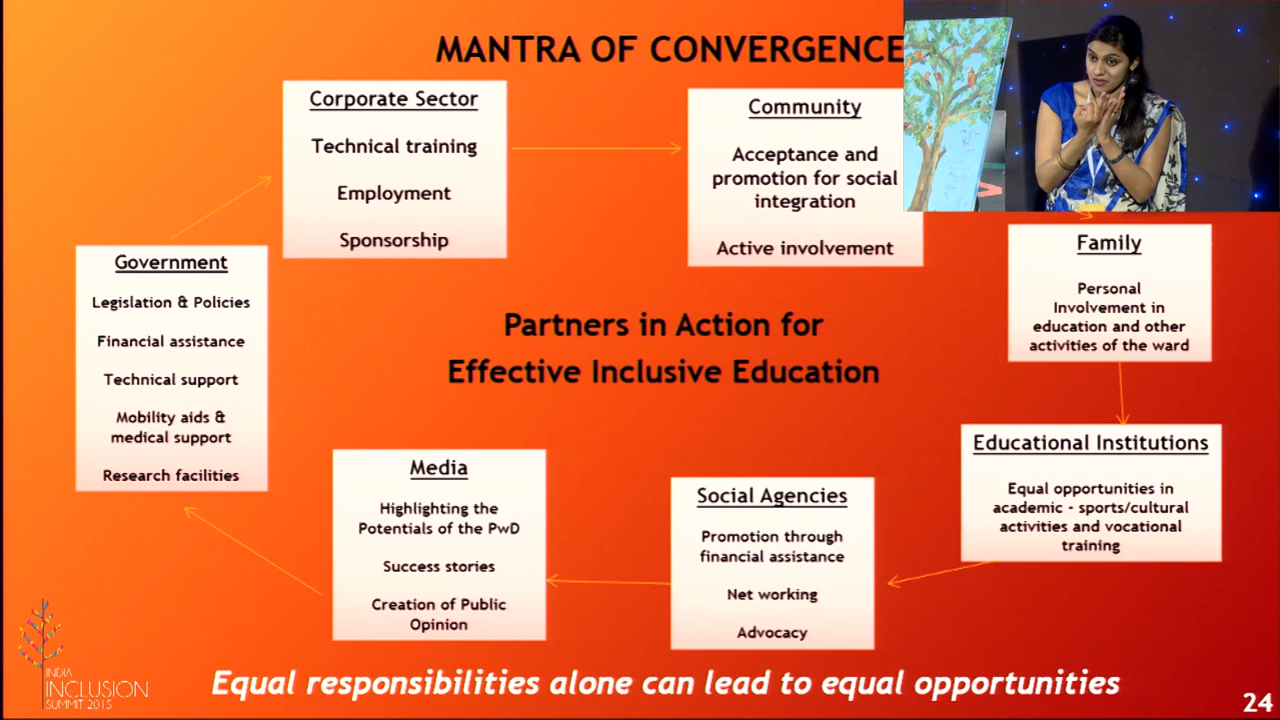 MANTRA OF CONVERGENCE
Corporate Sector
Technical training
Employment
Sponsorship
Community
Acceptance and
promotion for social
integration
Active involvement
Family
Personal
Involvement in
education and other
activities of the ward
Government
Legislation & Policies
Financial assistance
Technical support
Mobility aids &
medical support
Research facilities
Partners in Action for
Effective Inclusive Education
Educational Institutions
Equal opportunities in
academic - sports/cultural
activities and vocational
training
Media
Highlighting the
Potentials of the PwD
Success stories
Creation of Public
Opinion
Social Agencies
Promotion through
financial assistance
Net working
Advocacy
INDIA
INCLUSION
SUMMIT 2015
Equal responsibilities alone can lead to equal opportunities
24